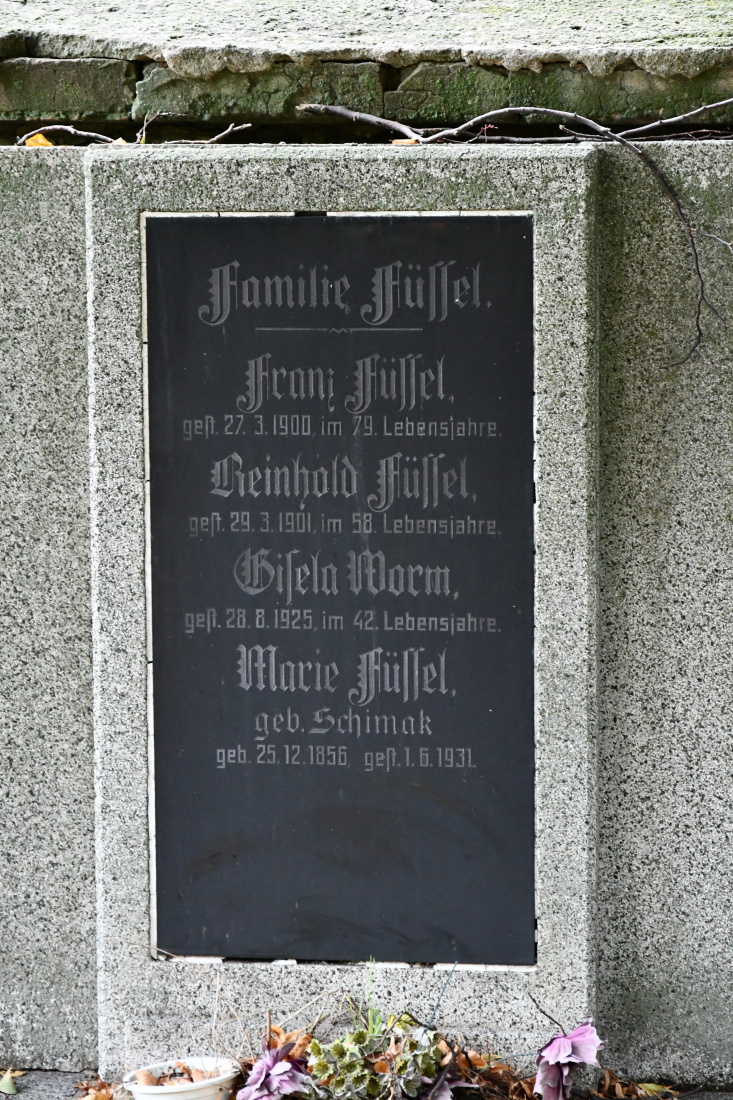 Familie Füssel.
Franz Füssel,
gest. 27. 3. 1900, im 79. Lebensjahre.
Reinhold Füssel,
gest. 29. 3. 1901, im 58. Lebensjahre.
Gisela Worm,
gest. 28. 8. 1925, im 42. Lebensjahre.
Marie Füssel,
geb. Schimak
geb. 25. 12. 1856, gest. 1. 6. 1931.